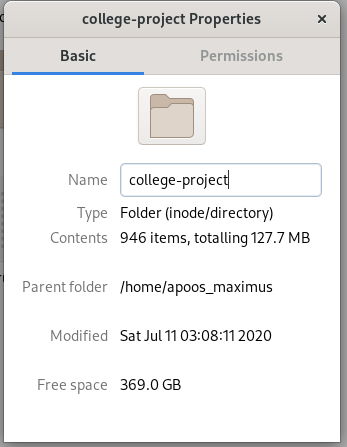 college-project Properties
Basic Permissions
Name college-project
Type Folder (inode/directory)
Contents 946 items, totalling 127.7 MB
Parent folder /home/apoos_maximus
Modified Sat Jul 11 03:08:11 2020
Free space 369.0 GB